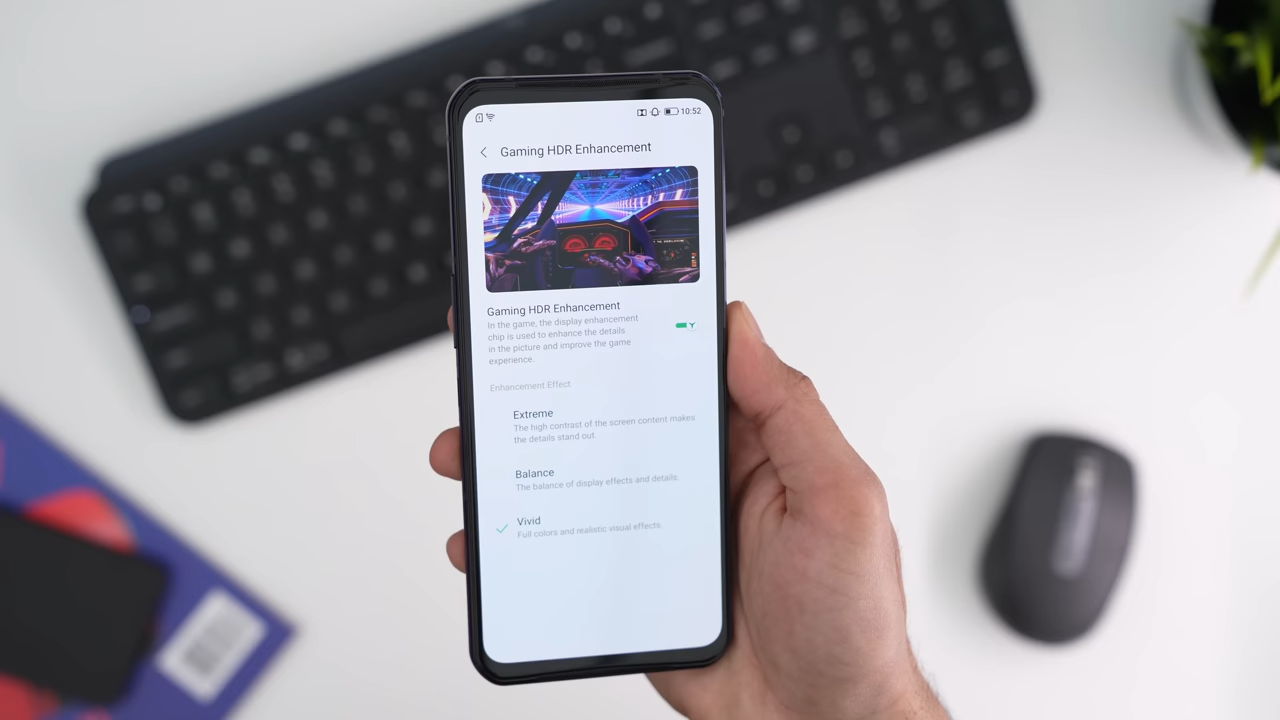 10:52
Gaming HDR Enhancement
Gaming HDR Enhancement
In the game, the display enhancement
chip is used to enhance the details
in the picture and improve the game
experience.
Enhancement Effect
Extreme
The high contrast of the screen content makes
the details stand out
Balance
The balance of display effects and details
Vivid
Full colors and realistic visual effects